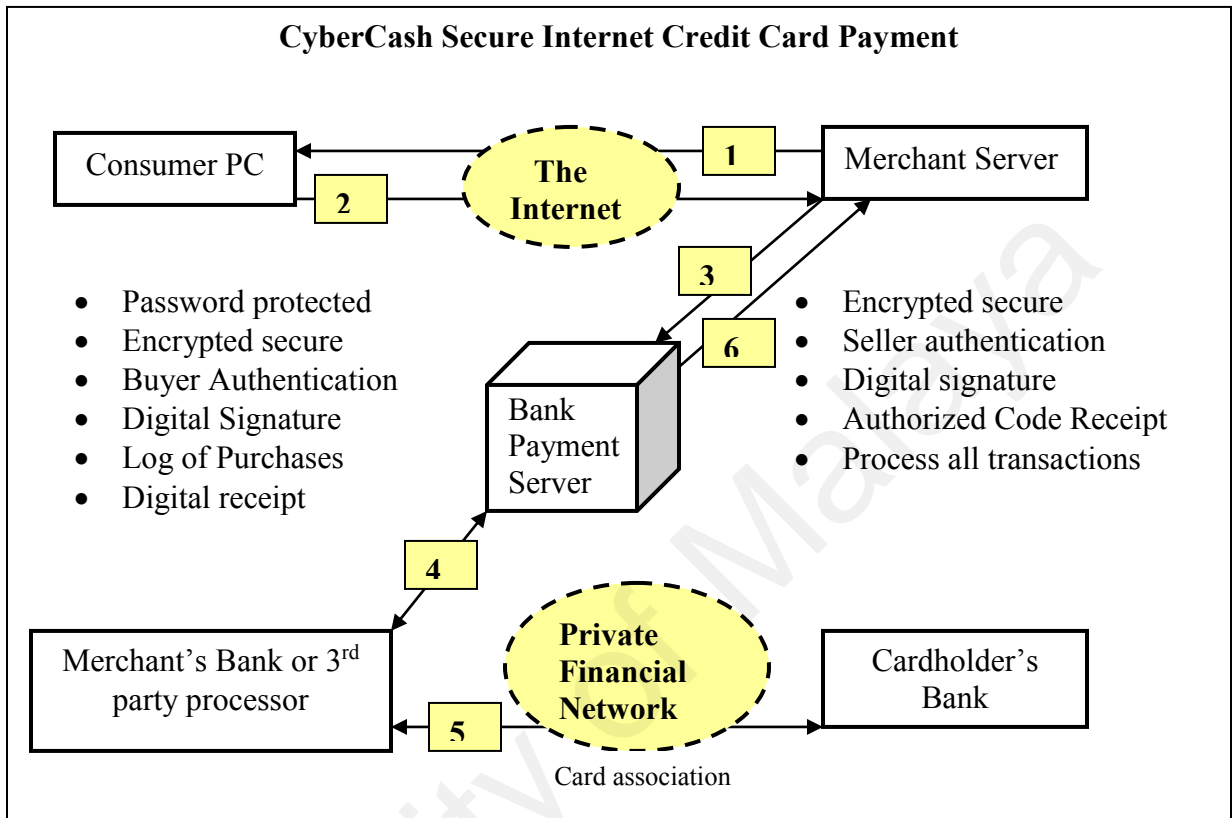 CyberCash Secure Internet Credit Card Payment
Consumer PC
1
Merchant Server
The
Internet
2
3
6
• Password protected
• Encrypted secure
• Buyer Authentication
• Digital Signature
• Log of Purchases
• Digital receipt
• Encrypted secure
• Seller authentication
• Digital signature
• Authorized Code Receipt
• Process all transactions
Bank
Payment
Server
4
Merchant's Bank or 3rd
party processor
5
Private
Financial
Network
Cardholder's
Bank
Card association
ity of Malaya